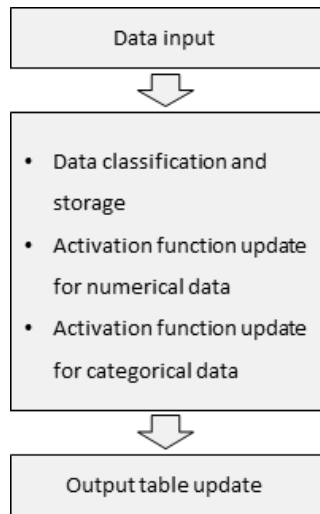 Data input
• Data classification and
storage
• Activation function update
for numerical data
• Activation function update
for categorical data
Output table update